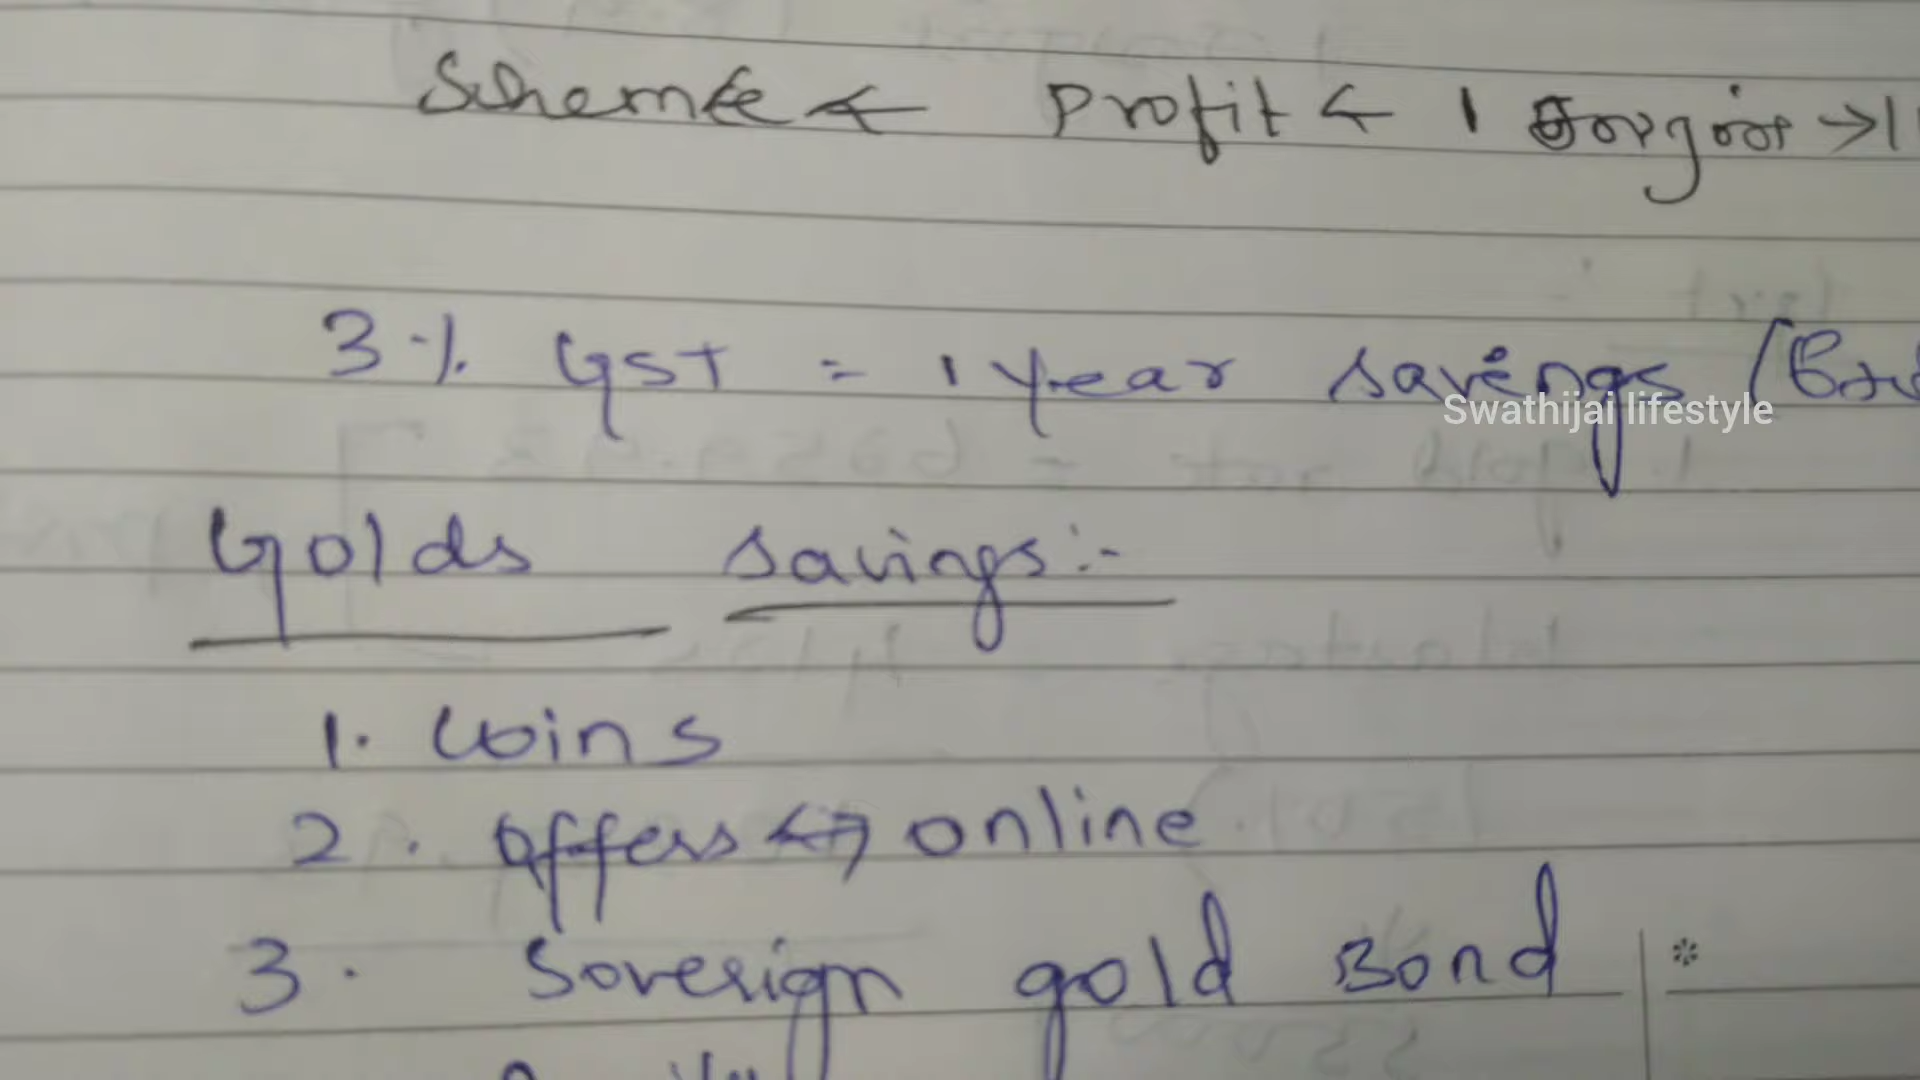 Scheme ← Profit ← 1 சவரன் →
3% GST = 1 year savings
Swathijai lifestyle
Golds savings:-
1. Coins
2. Offers ↔ online
3. Soverign gold Bond *